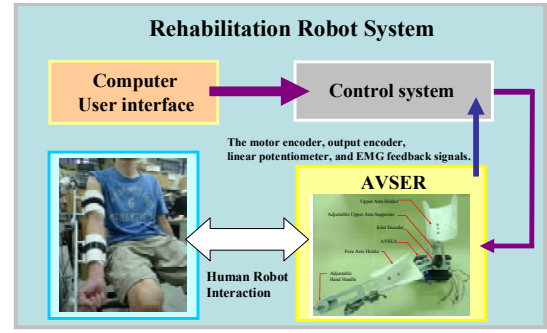 Rehabilitation Robot System
Computer
User interface
Control system
The motor encoder, output encoder,
linear potentiometer, and EMG feedback signals.
AVSER
Upper Arm Holder
Adjustable Upper Arm Supporter
Joint Encoder
AVSEA
Fore Arm Holder
Adjustable
Hand Handle
Human Robot
Interaction